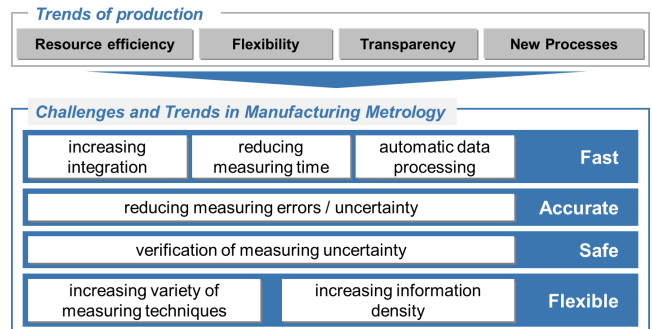 Trends of production
Resource efficiency
Flexibility
Transparency
New Processes
Challenges and Trends in Manufacturing Metrology
increasing
integration
reducing
measuring time
automatic data
processing
Fast
reducing measuring errors / uncertainty
Accurate
verification of measuring uncertainty
Safe
increasing variety of
measuring techniques
increasing information
density
Flexible